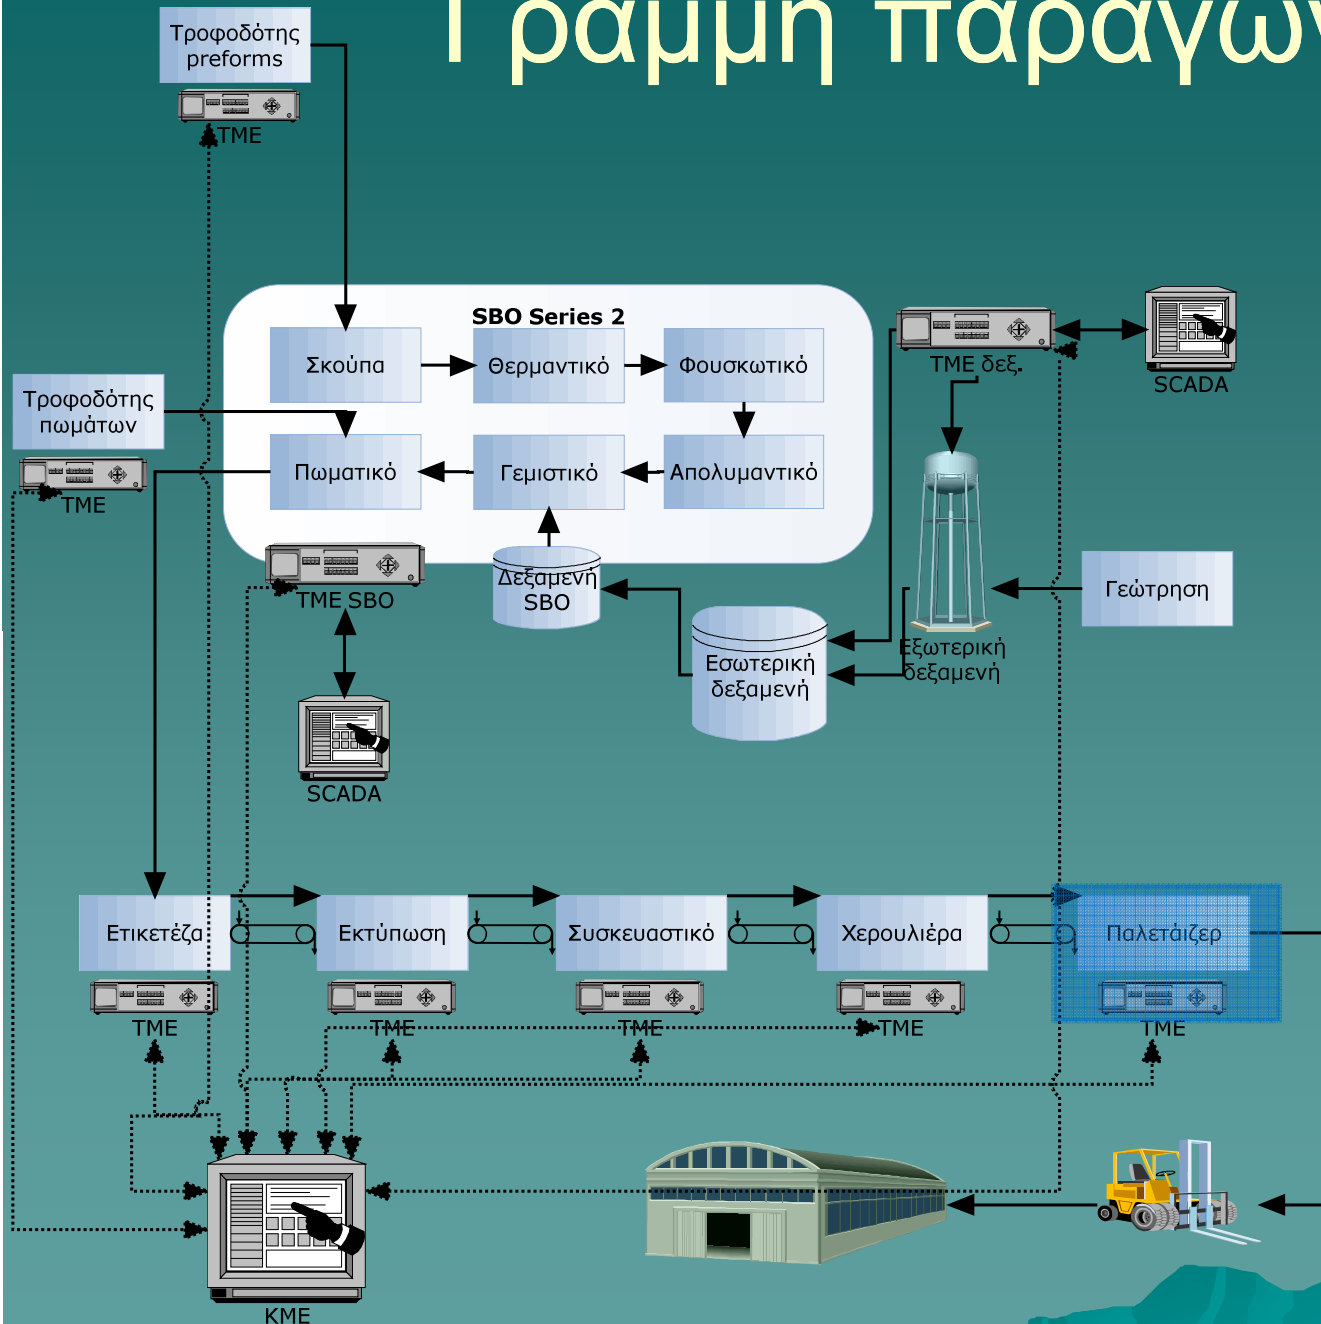 Γραμμή παραγων
Τροφοδότης
preforms
TME
SBO Series 2
Σκούπα
Θερμαντικό
Φουσκωτικό
TME δεξ.
SCADA
Τροφοδότης
πωμάτων
TME
Πωματικό
Γεμιστικό
Απολυμαντικό
TME SBO
Δεξαμενή
SBO
Γεώτρηση
Εσωτερική
δεξαμενή
Εξωτερική
δεξαμενή
SCADA
Ετικετέζα
Εκτύπωση
Συσκευαστικό
Χερουλιέρα
Παλετάιζερ
TME
TME
TME
TME
TME
KME